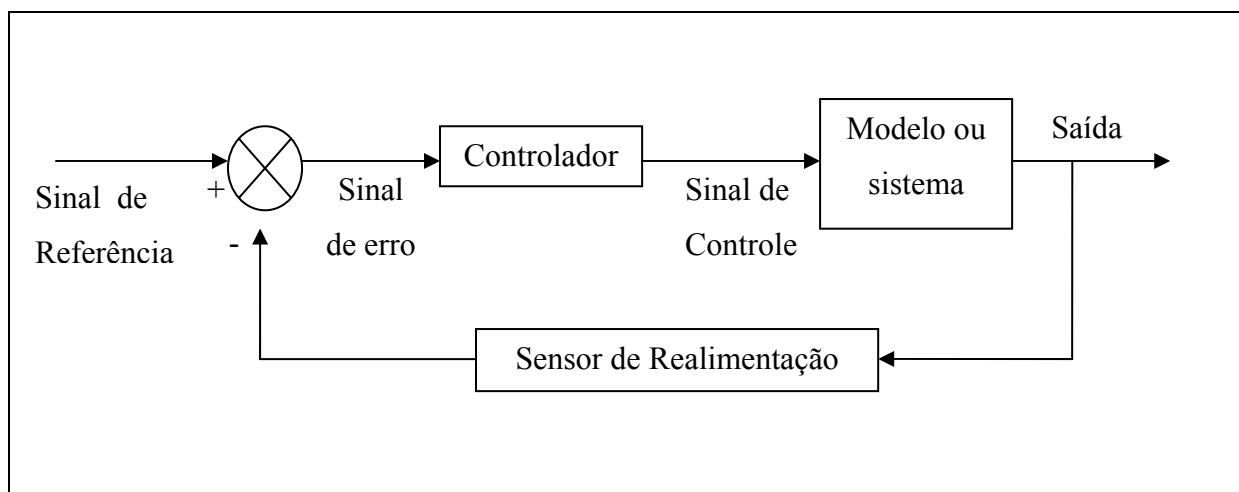 Sinal de
Referência
+
-
Sinal
de erro
Controlador
Sinal de
Controle
Modelo ou
sistema
Saída
Sensor de Realimentação